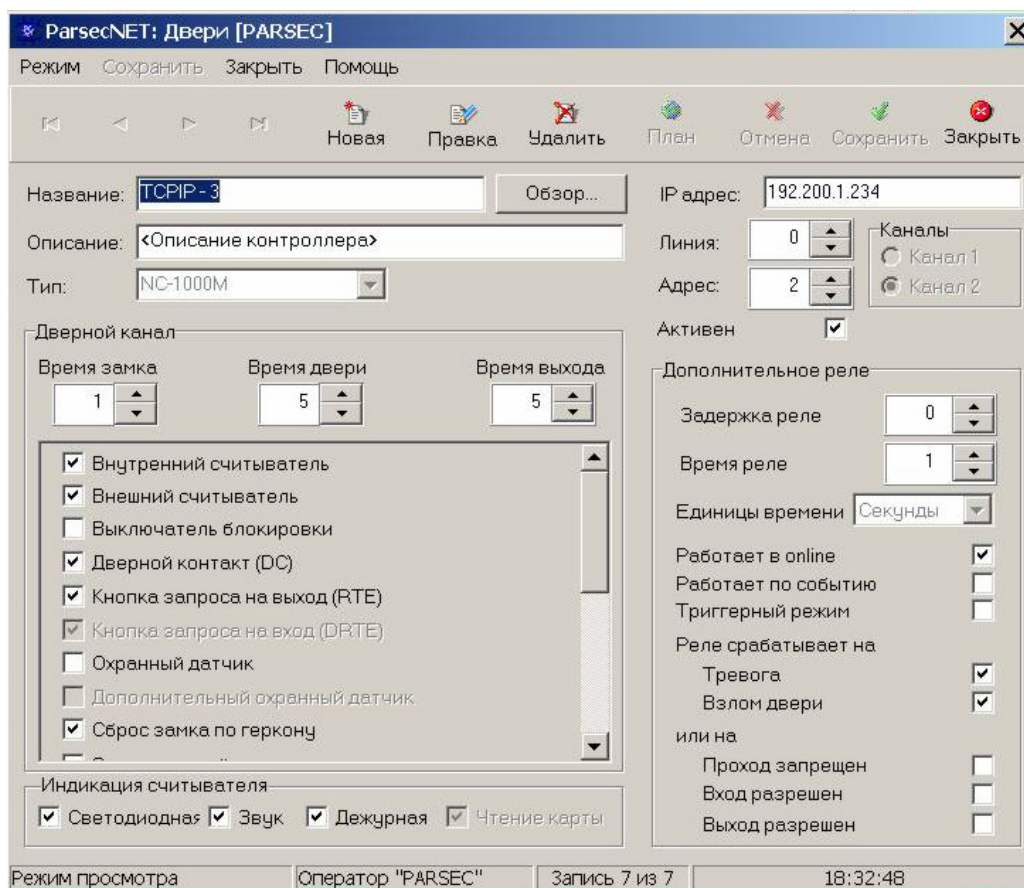 ParsecNET: Двери [PARSEC]
Режим Сохранить Закрыть Помощь
Новая Правка Удалить План Отмена Сохранить Закрыть
Название: TCPIP - 3 Обзор... IP адрес: 192.200.1.234
Описание: <Описание контроллера> Линия: 0 Каналы
Канал 1
Тип: NC-1000M Адрес: 2 Канал 2
Активен
Дверной канал
Время замка Время двери Время выхода
1 5 5
Внутренний считыватель
Внешний считыватель
Выключатель блокировки
Дверной контакт (DC)
Кнопка запроса на выход (RTE)
Кнопка запроса на вход (DRTE)
Охранный датчик
Дополнительный охранный датчик
Сброс замка по геркону
Индикация считывателя
Светодиодная Звук Дежурная Чтение карты
Дополнительное реле
Задержка реле 0
Время реле 1
Единицы времени Секунды
Работает в online
Работает по событию
Триггерный режим
Реле срабатывает на
Тревога
Взлом двери
или на
Проход запрещен
Вход разрешен
Выход разрешен
Режим просмотра Оператор "PARSEC" Запись 7 из 7 18:32:48